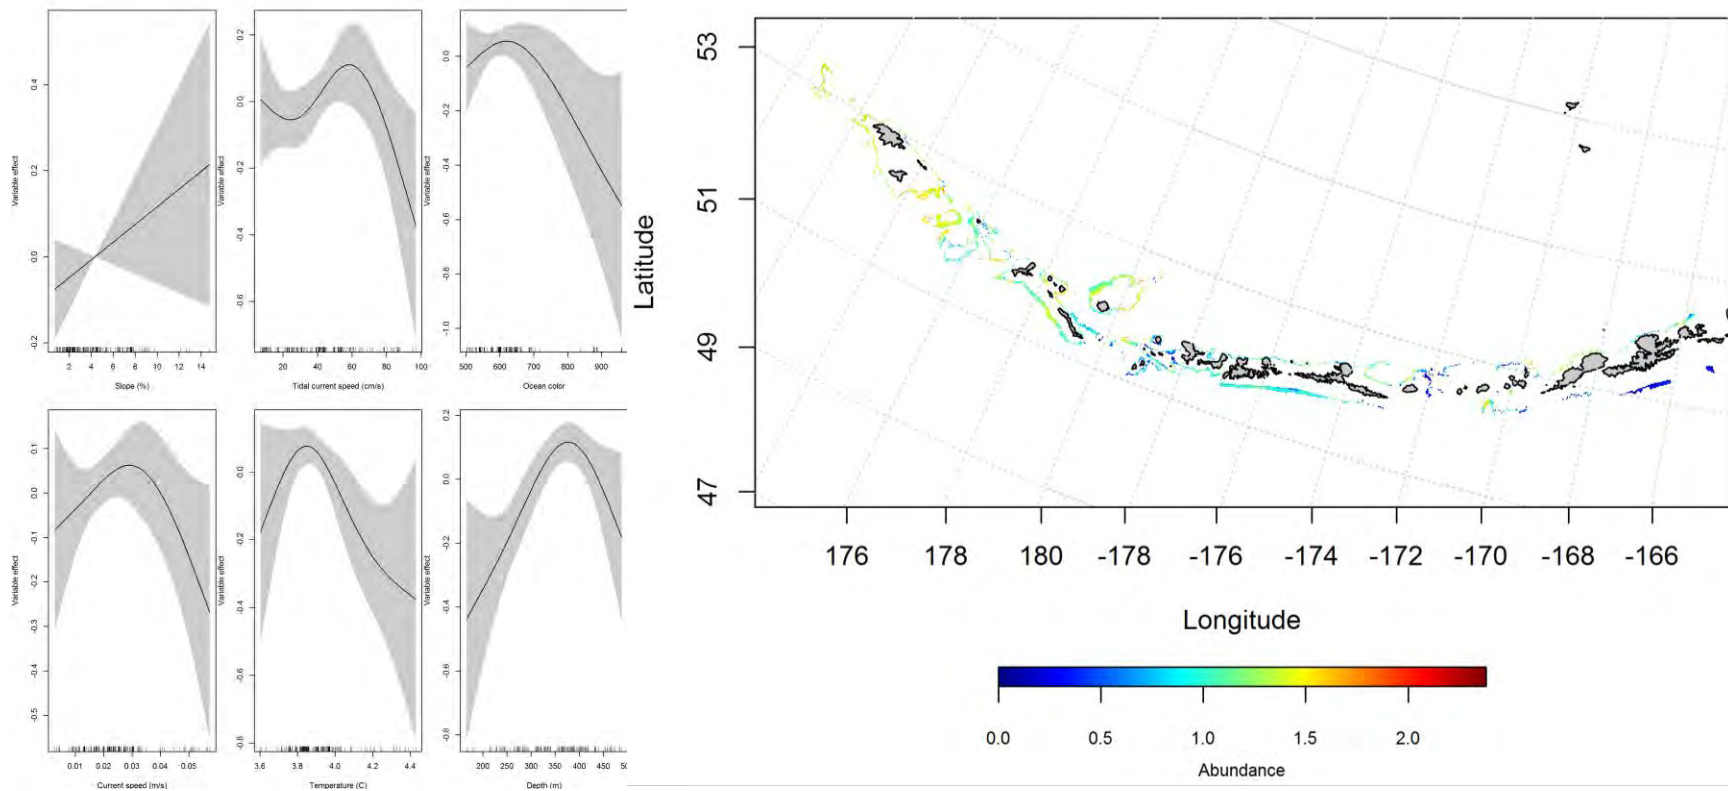 Variable effect
-0.2 0.0 0.2 0.4
2 4 6 8 10 12 14
Slope (%)
Variable effect
-0.6 -0.4 -0.2 0.0 0.2
20 40 60 80 100
Tidal current speed (cm/s)
Variable effect
-1.0 -0.8 -0.6 -0.4 -0.2 0.0
500 600 700 800 900
Ocean color
Variable effect
-0.5 -0.4 -0.3 -0.2 -0.1 0.0 0.1
0.01 0.02 0.03 0.04 0.05
Current speed (m/s)
Variable effect
-0.8 -0.6 -0.4 -0.2 0.0
3.6 3.8 4.0 4.2 4.4
Temperature (C)
Variable effect
-0.8 -0.6 -0.4 -0.2 0.0 0.2
200 250 300 350 400 450
Depth (m)
Latitude
53
51
49
47
176 178 180 -178 -176 -174 -172 -170 -168 -166
Longitude
0.0 0.5 1.0 1.5 2.0
Abundance